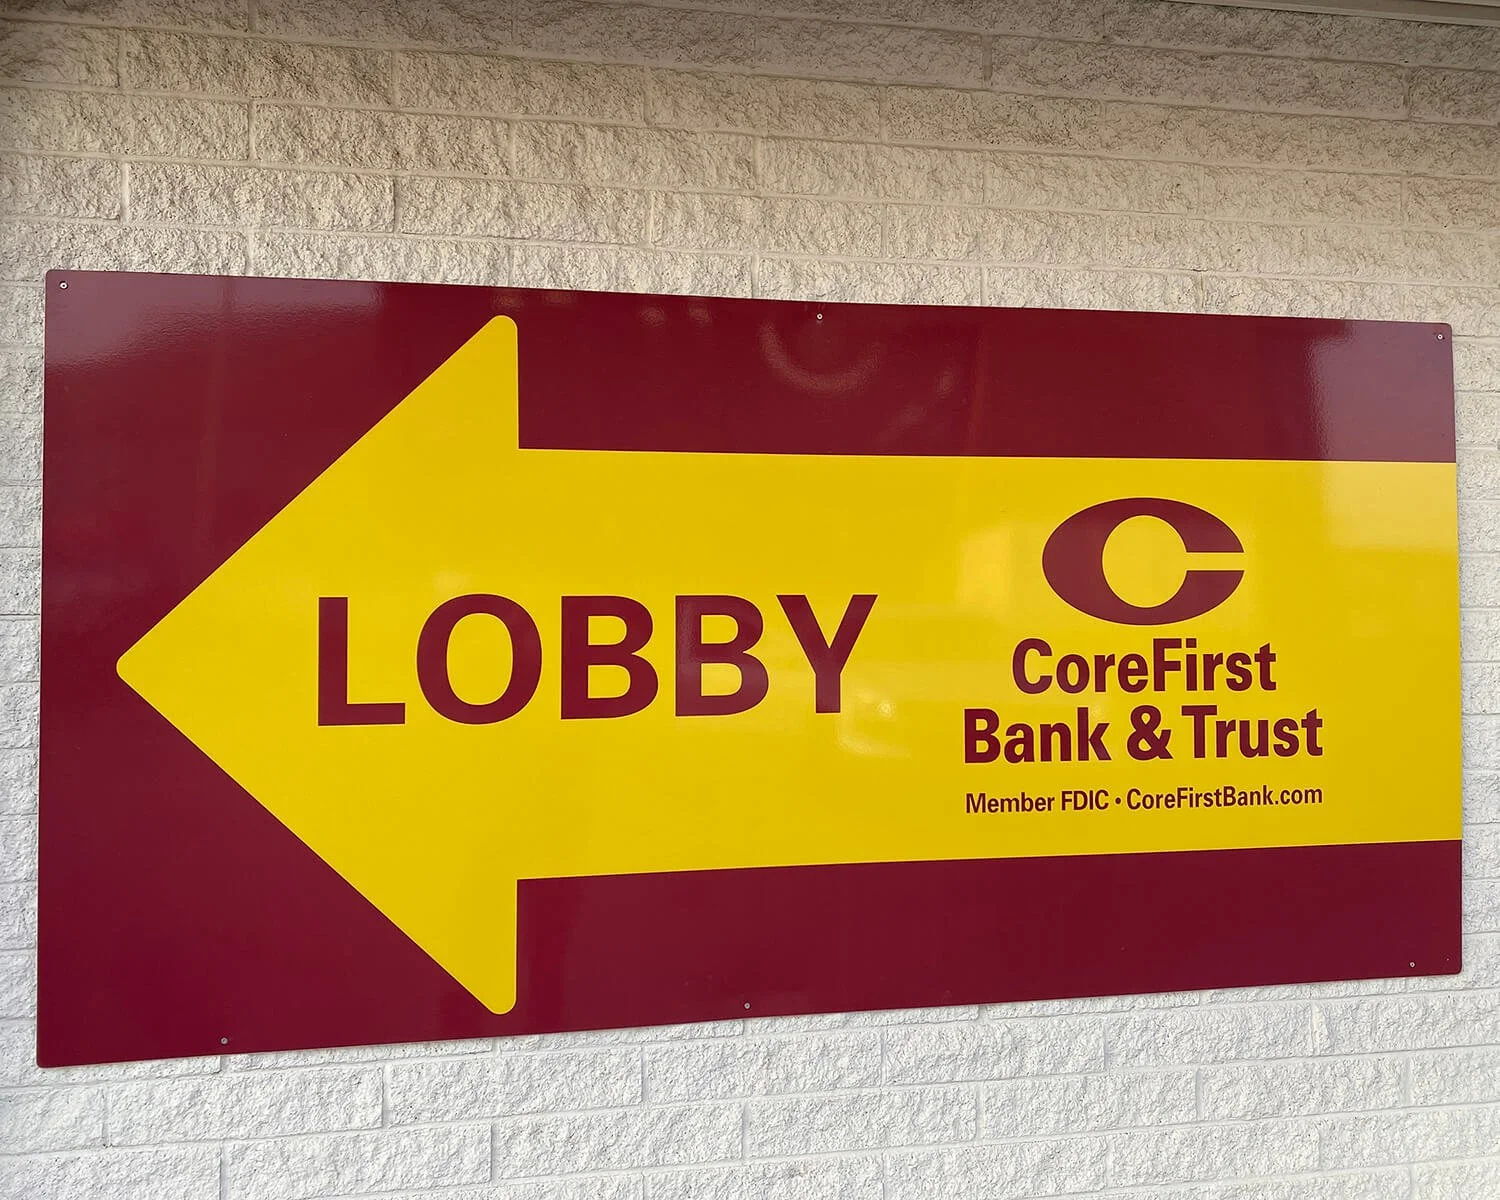 LOBBY
CoreFirst
Bank & Trust
Member FDIC • CoreFirstBank.com